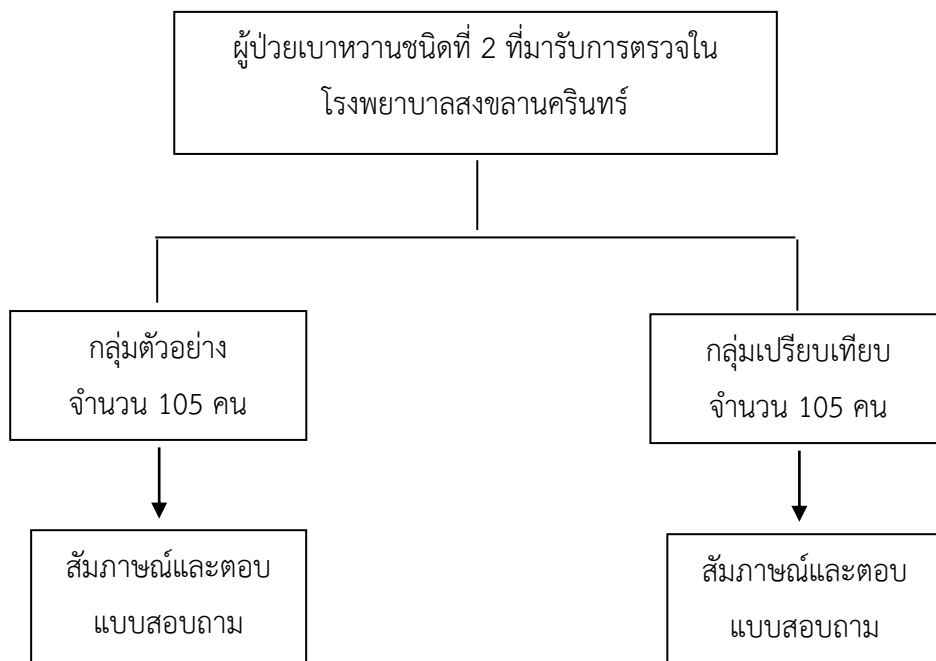 ผู้ป่วยเบาหวานชนิดที่ 2 ที่มารับการตรวจใน
โรงพยาบาลสงขลานครินทร์
กลุ่มตัวอย่าง
จำนวน 105 คน
กลุ่มเปรียบเทียบ
จำนวน 105 คน
สัมภาษณ์และตอบ
แบบสอบถาม
สัมภาษณ์และตอบ
แบบสอบถาม